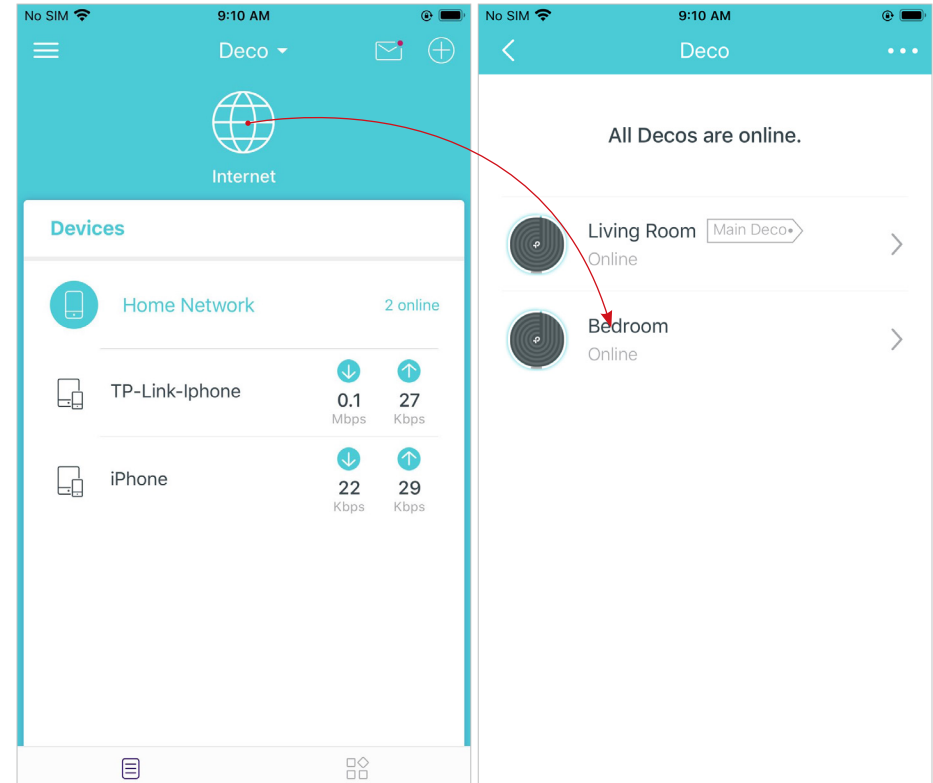 No SIM 9:10 AM
Deco
Internet
Devices
Home Network 2 online
TP-Link-Iphone 0.1 27
Mbps Kbps
iPhone 22 29
Kbps Kbps
No SIM 9:10 AM
Deco
All Decos are online.
Living Room Main Deco
Online
Bedroom
Online